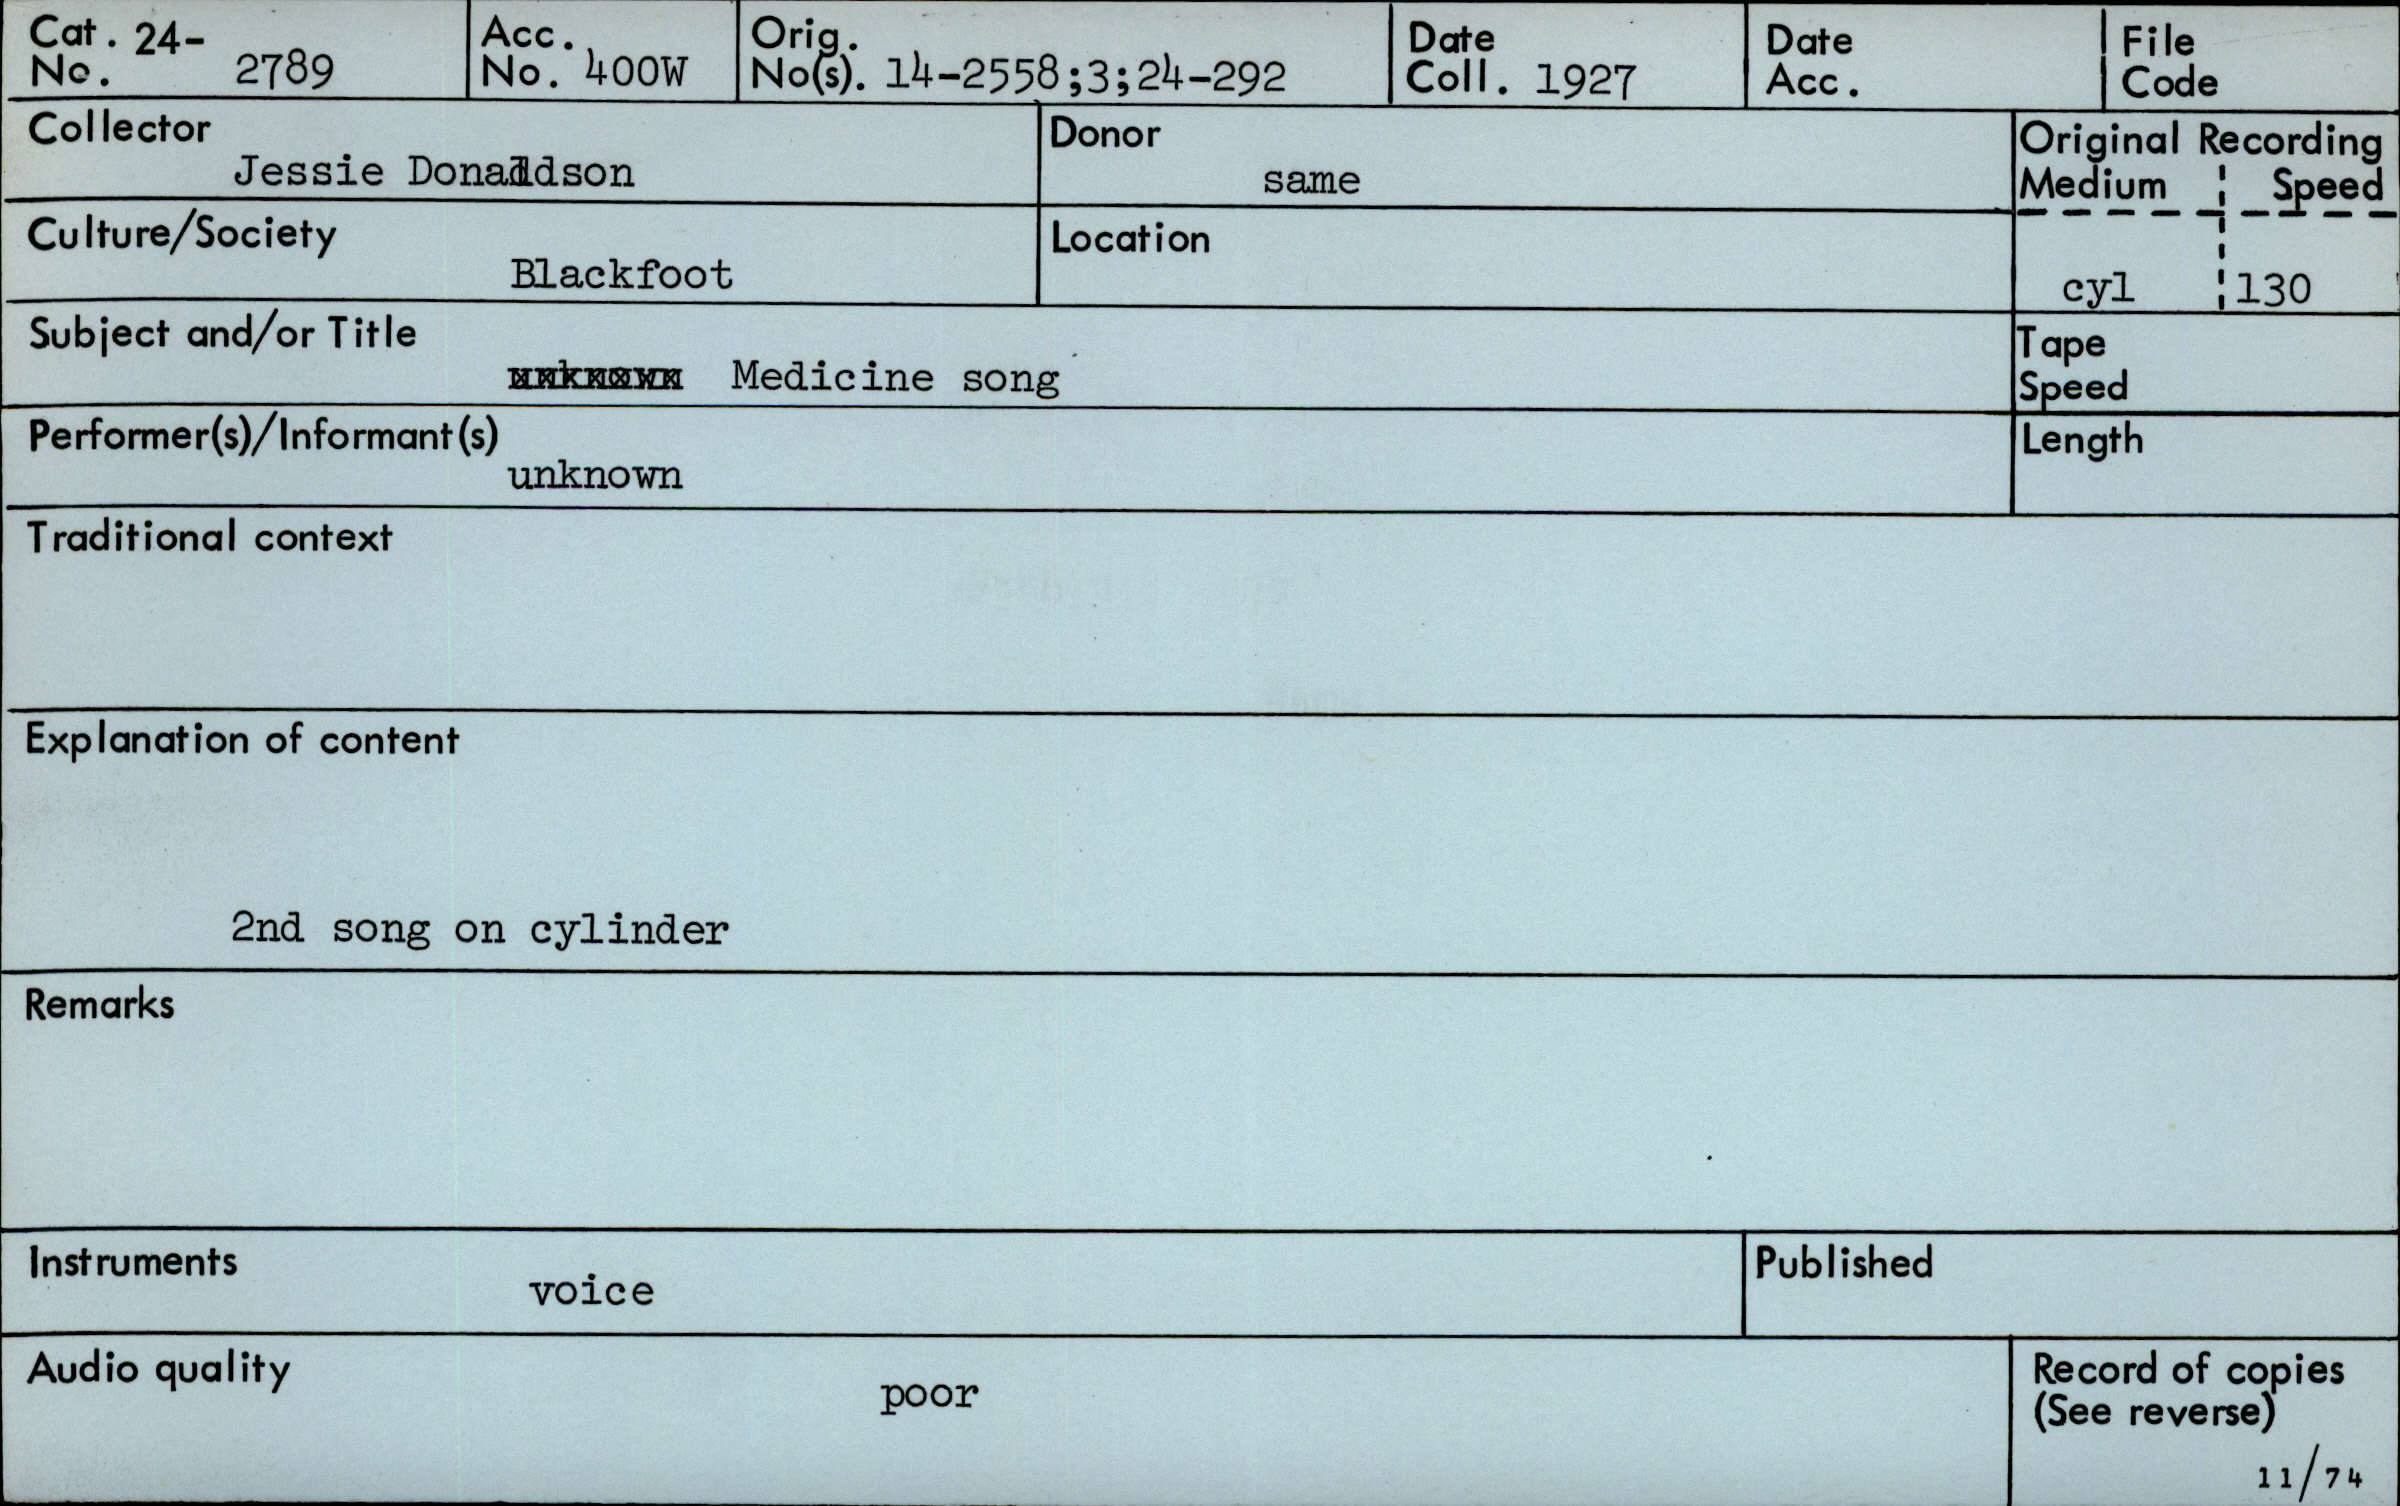 Cat. 24-
No. 2789
Acc.
No. 400W
Orig.
No(s). 14-2558;3;24-292
Date
Coll. 1927
Date
Acc.
File
Code
Collector
Jessie Donaldson
Donor
same
Original Recording
Medium Speed
cyl 130
Culture/Society
Blackfoot
Location
Subject and/or Title
unknown Medicine song
Tape
Speed
Performer(s)/Informant(s)
unknown
Length
Traditional context
Explanation of content
2nd song on cylinder
Remarks
Instruments
voice
Published
Audio quality
poor
Record of copies
(See reverse)
11/74